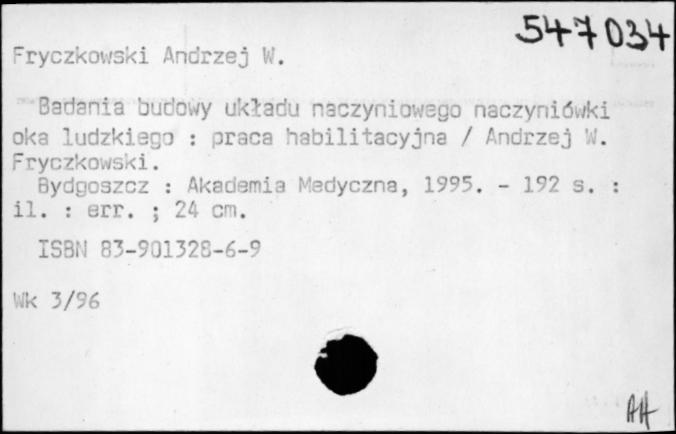 547034
Fryczkowski Andrzej W.
Badania budowy układu naczyniowego naczyniówki
oka ludzkiego : praca habilitacyjna / Andrzej W.
Fryczkowski.
Bydgoszcz : Akademia Medyczna, 1995. - 192 s. :
il. : err. ; 24 cm.
ISBN 83-901328-6-9
Wk 3/96
AH